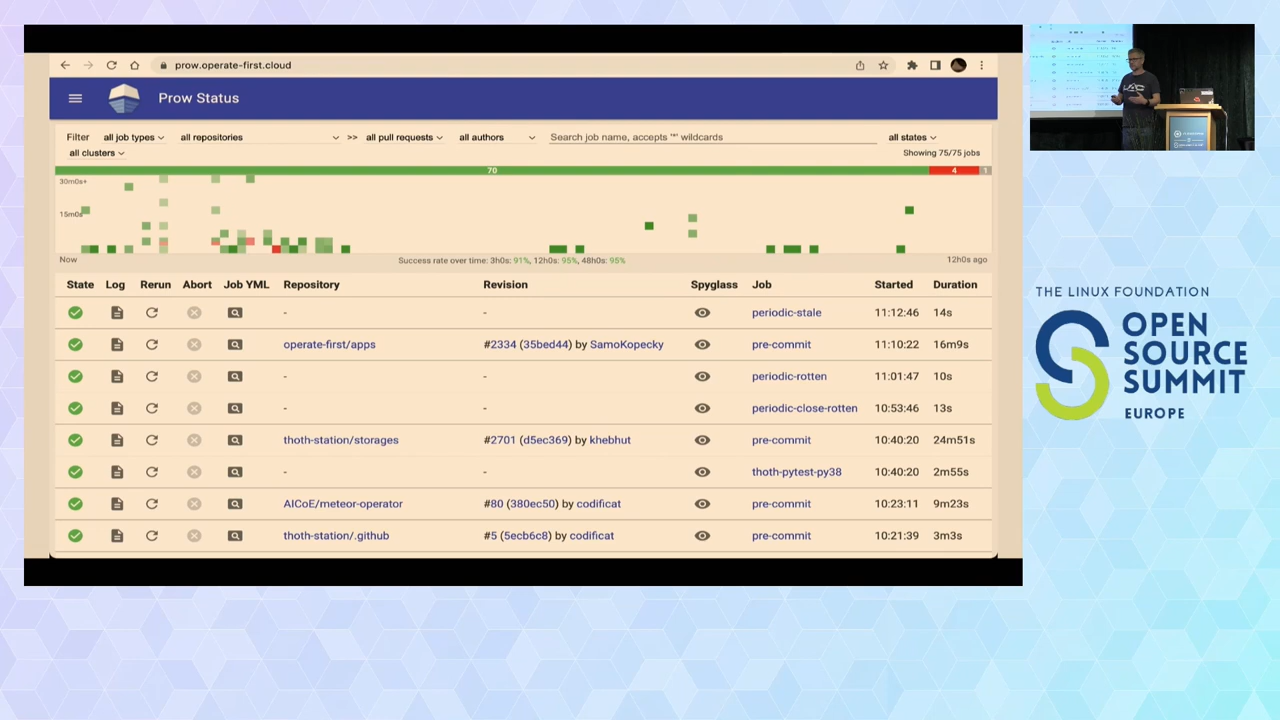 prow.operate-first.cloud
Prow Status
Filter all job types all repositories >> all pull requests all authors Search job name, accepts '*' wildcards all states
all clusters Showing 75/75 jobs
70 4 1
30m0s+
15m0s
Now Success rate over time: 3h0s: 91%, 12h0s: 95%, 48h0s: 95% 12h0s ago
State Log Rerun Abort Job YML Repository Revision Spyglass Job Started Duration
- - periodic-stale 11:12:46 14s
operate-first/apps #2334 (35bed44) by SamoKopecky pre-commit 11:10:22 16m9s
- - periodic-rotten 11:01:47 10s
- - periodic-close-rotten 10:53:46 13s
thoth-station/storages #2701 (d5ec369) by khebhut pre-commit 10:40:20 24m51s
- - thoth-pytest-py38 10:40:20 2m55s
AICoE/meteor-operator #80 (380ec50) by codificat pre-commit 10:23:11 9m23s
thoth-station/.github #5 (5ecb6c8) by codificat pre-commit 10:21:39 3m3s
THE LINUX FOUNDATION
OPEN
SOURCE
SUMMIT
EUROPE